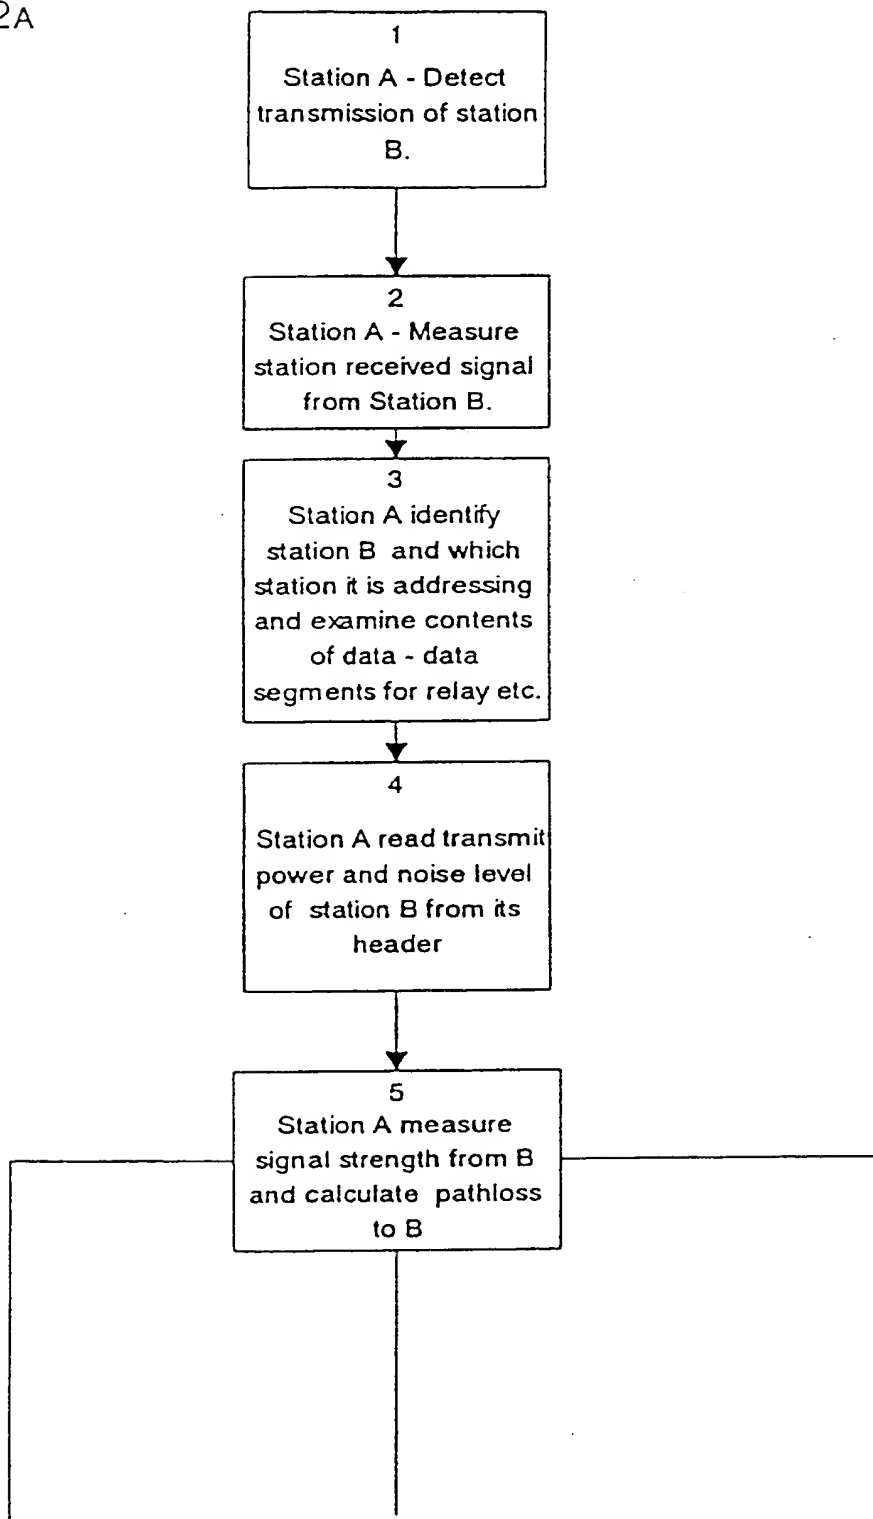 2A
1
Station A - Detect
transmission of station
B.
2
Station A - Measure
station received signal
from Station B.
3
Station A identify
station B and which
station it is addressing
and examine contents
of data - data
segments for relay etc.
4
Station A read transmit
power and noise level
of station B from its
header
5
Station A measure
signal strength from B
and calculate pathloss
to B